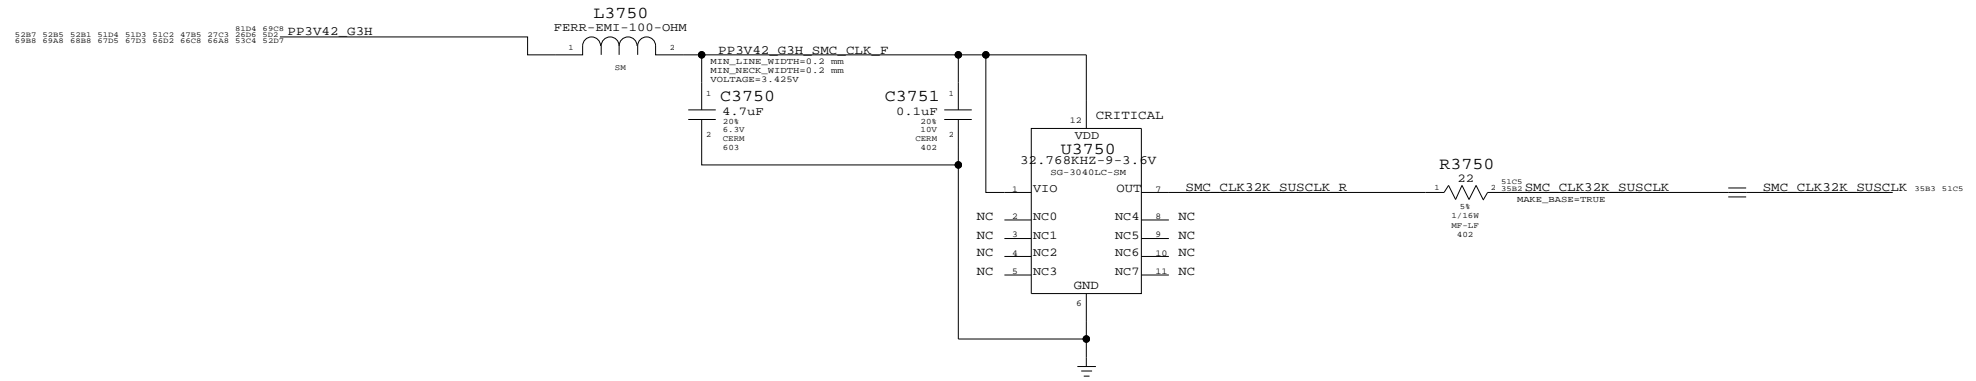 81D4 69C8
52B7 52B5 52B1 51D4 51D3 51C2 47B5 27C3 26D6 5D2
69B8 69A8 68B8 67D5 67D3 66D2 66C8 66A8 53C4 52D7
PP3V42_G3H
L3750
FERR-EMI-100-OHM
1 2
SM
PP3V42_G3H_SMC_CLK_F
MIN_LINE_WIDTH=0.2 mm
MIN_NECK_WIDTH=0.2 mm
VOLTAGE=3.425V
1
C3750
4.7uF
20%
6.3V
CERM
603
2
C3751
1
0.1uF
20%
10V
CERM
402
2
12
CRITICAL
VDD
U3750
32.768KHZ-9-3.6V
SG-3040LC-SM
1 VIO OUT 7
NC 2 NC0 NC4 8 NC
NC 3 NC1 NC5 9 NC
NC 4 NC2 NC6 10 NC
NC 5 NC3 NC7 11 NC
GND
6
SMC_CLK32K_SUSCLK_R
R3750
22
1 2
5%
1/16W
MF-LF
402
51C5
35B2
SMC_CLK32K_SUSCLK
MAKE_BASE=TRUE
SMC_CLK32K_SUSCLK
35B3 51C5